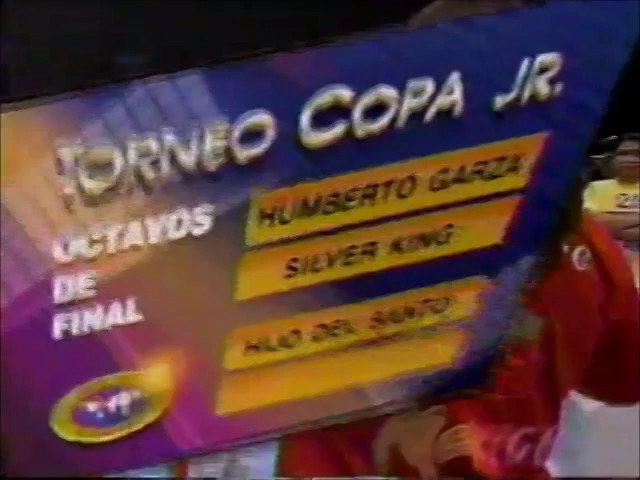 TORNEO COPA JR.
OCTAVOS
DE
FINAL
HUMBERTO GARZA
SILVER KING
HIJO DEL SANTO